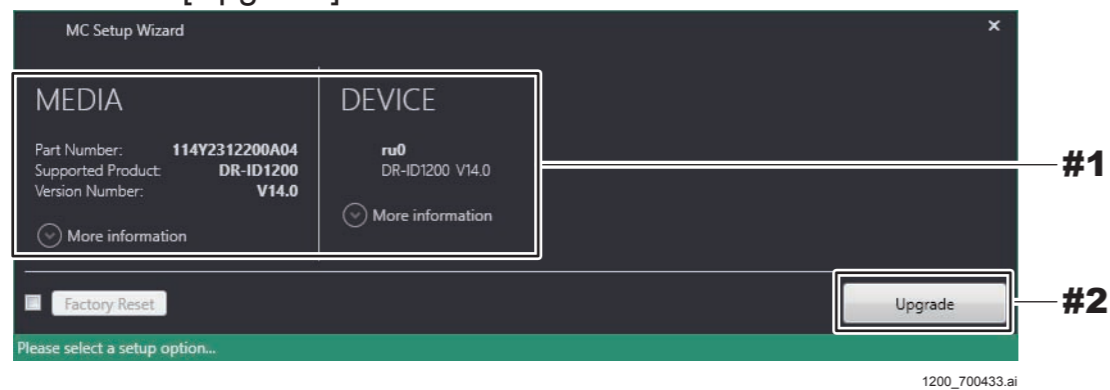 [Upgrade]
MC Setup Wizard
×
MEDIA
Part Number: 114Y2312200A04
Supported Product: DR-ID1200
Version Number: V14.0
More information
DEVICE
ru0
DR-ID1200 V14.0
More information
#1
Factory Reset
Upgrade
#2
Please select a setup option...
1200_700433.ai